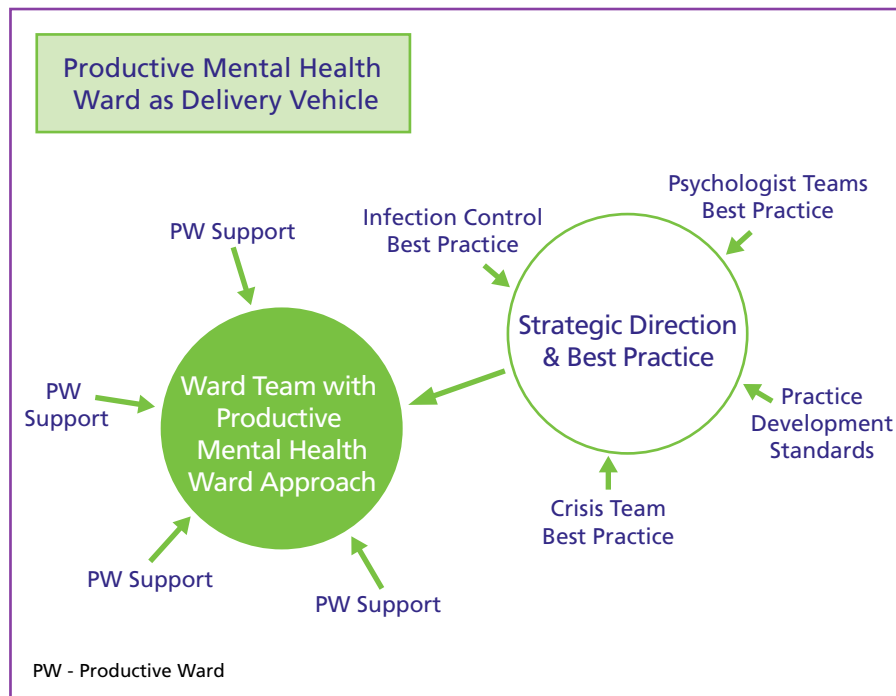 Productive Mental Health
Ward as Delivery Vehicle
Psychologist Teams
Best Practice
Infection Control
Best Practice
PW Support
Strategic Direction
& Best Practice
Ward Team with
Productive
Mental Health
Ward Approach
PW
Support
Practice
Development
Standards
Crisis Team
Best Practice
PW Support
PW Support
PW - Productive Ward